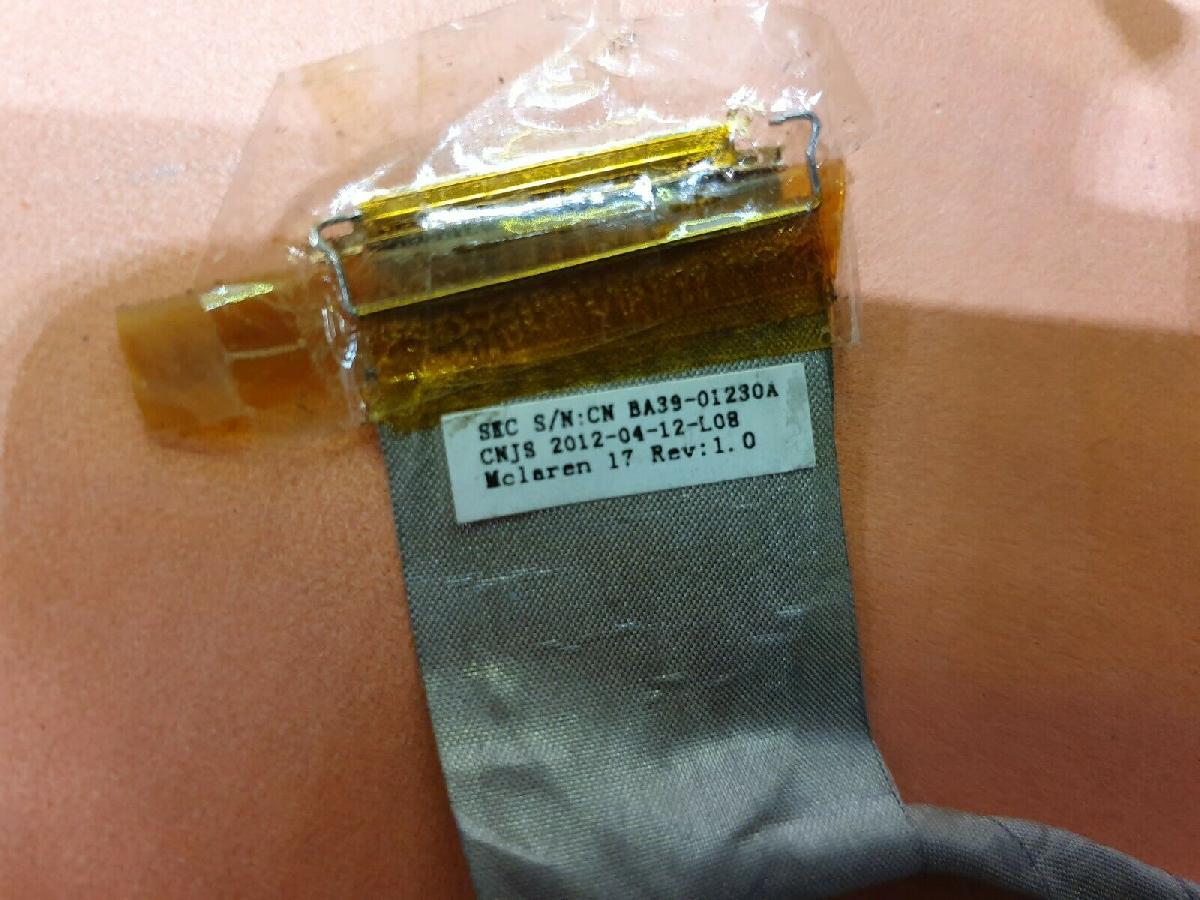 SEC S/N:CN BA39-01230A
CNJS 2012-04-12-L08
Mclaren 17 Rev:1.0